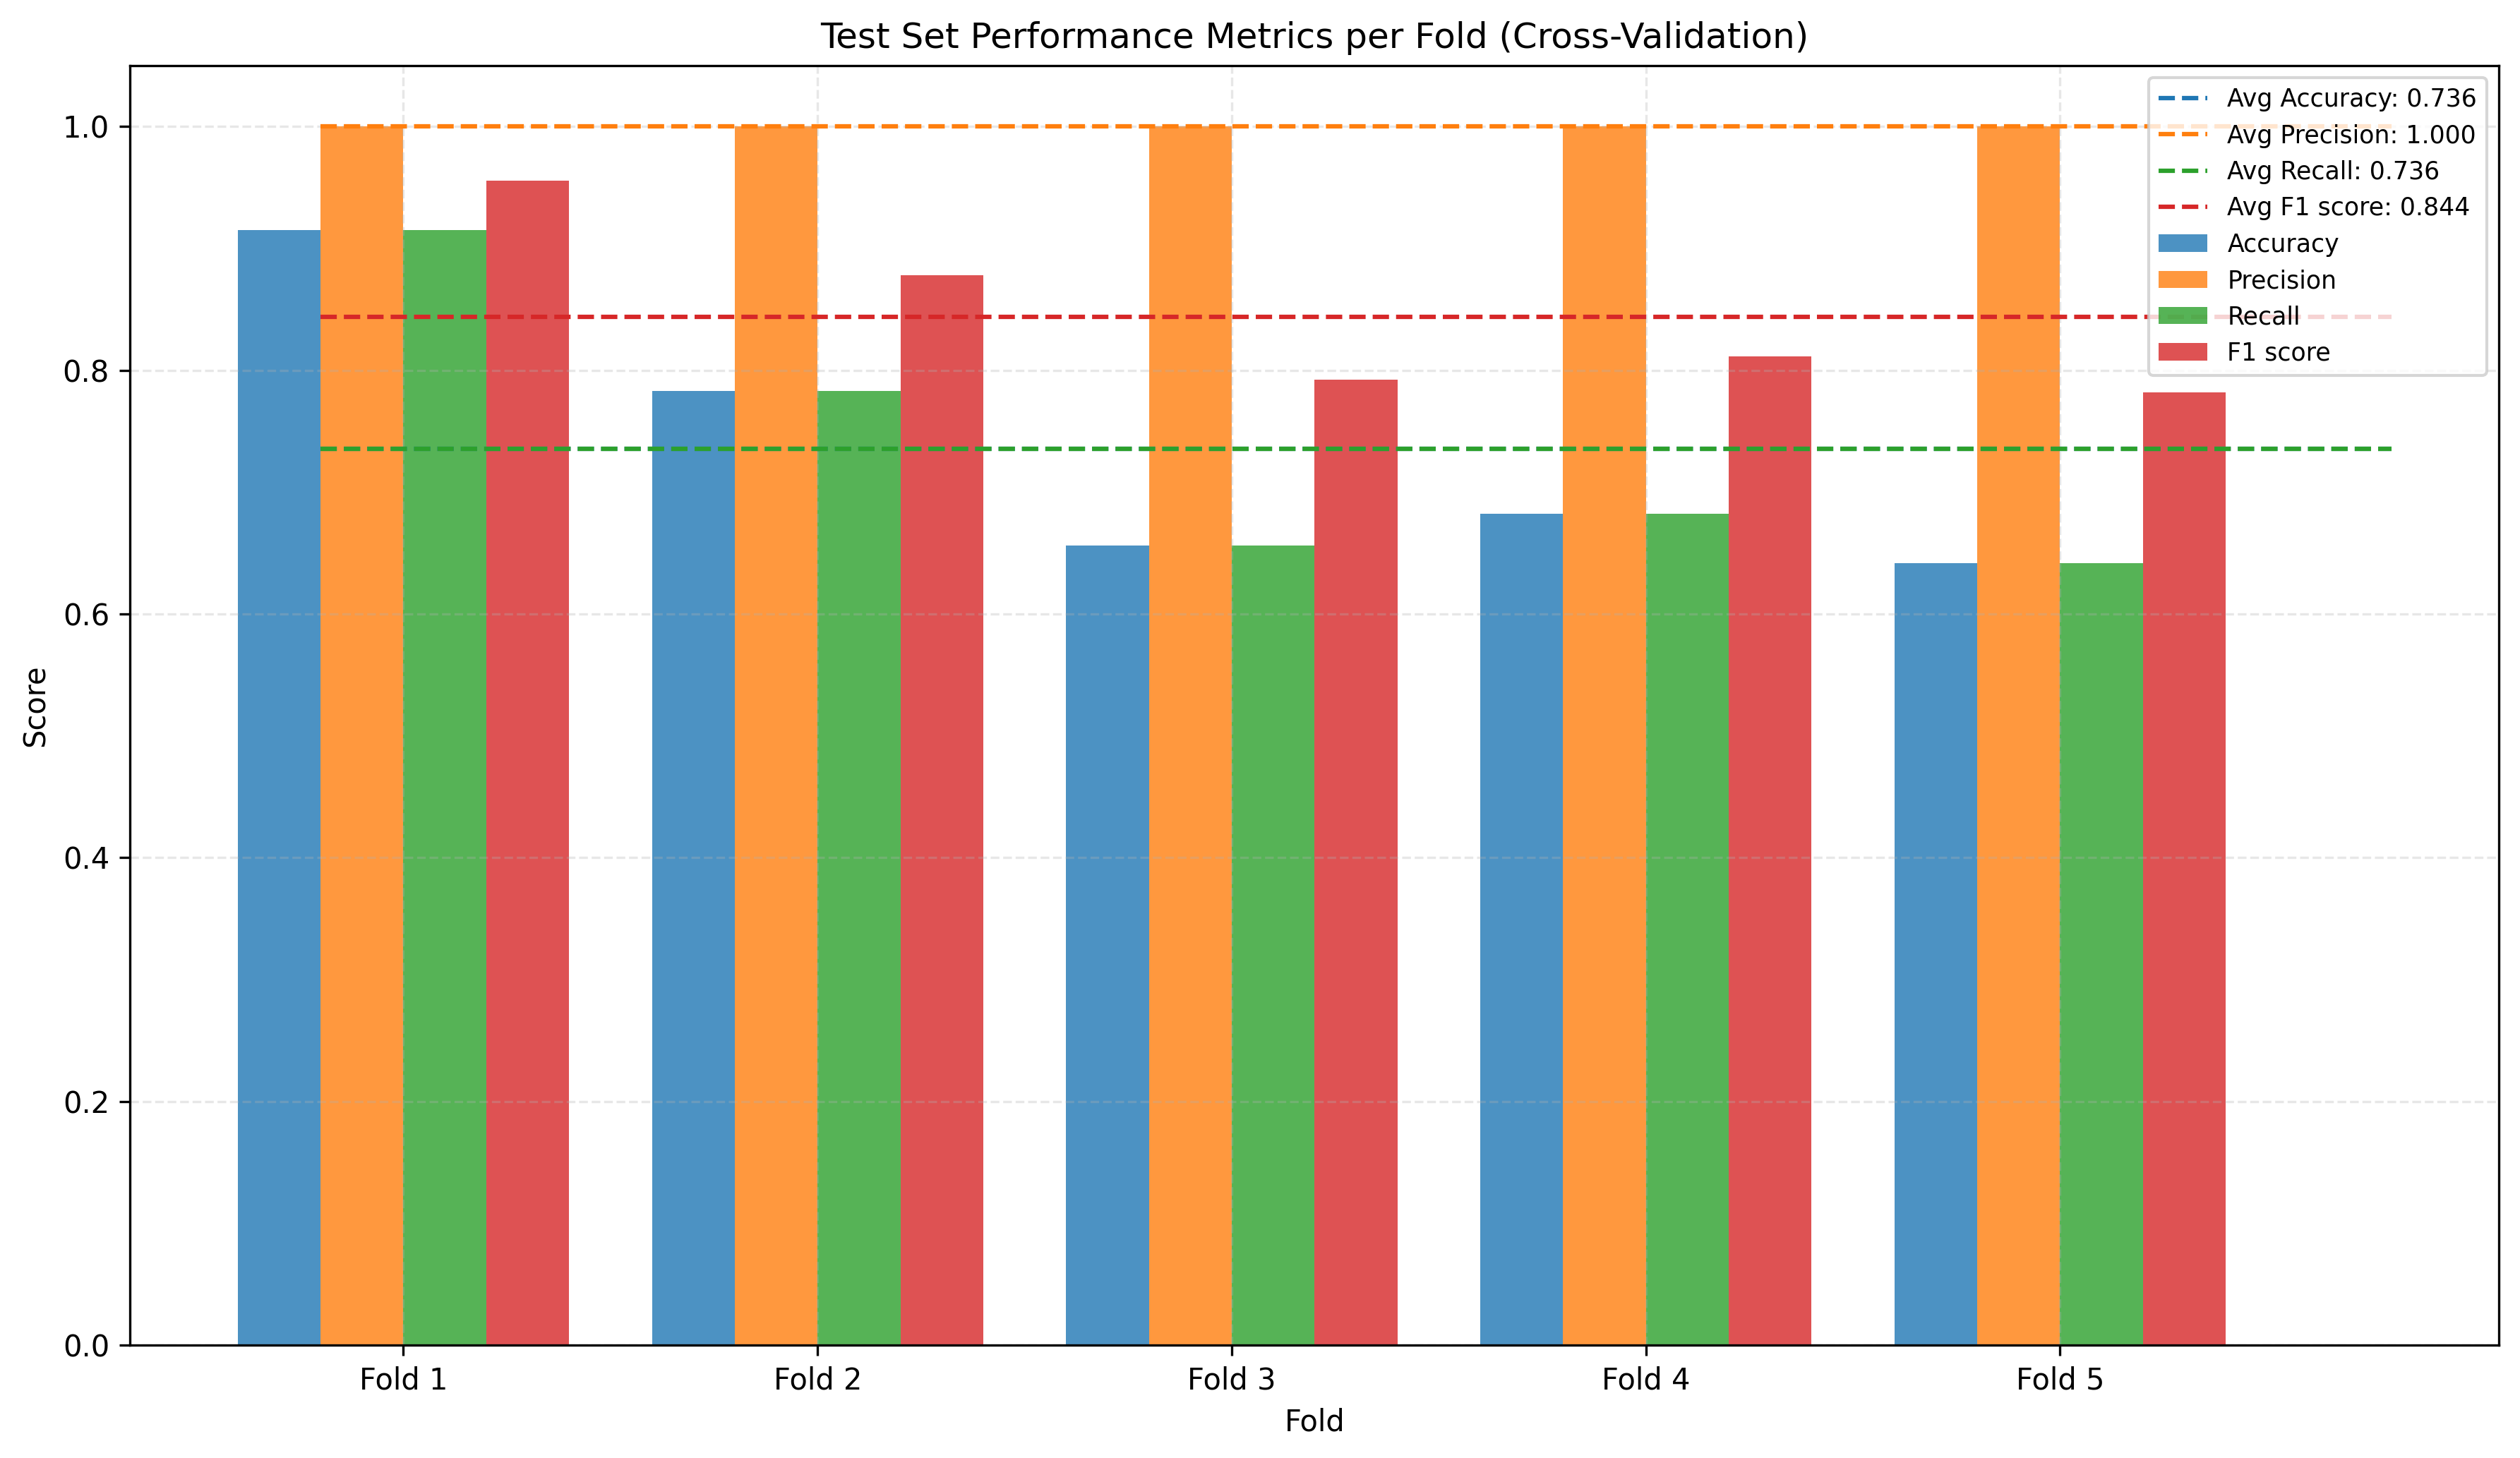 Test Set Performance Metrics per Fold (Cross-Validation)
Avg Accuracy: 0.736
Avg Precision: 1.000
Avg Recall: 0.736
Avg F1 score: 0.844
Accuracy
Precision
Recall
F1 score
1.0
0.8
0.6
0.4
0.2
0.0
Score
Fold 1
Fold 2
Fold 3
Fold 4
Fold 5
Fold